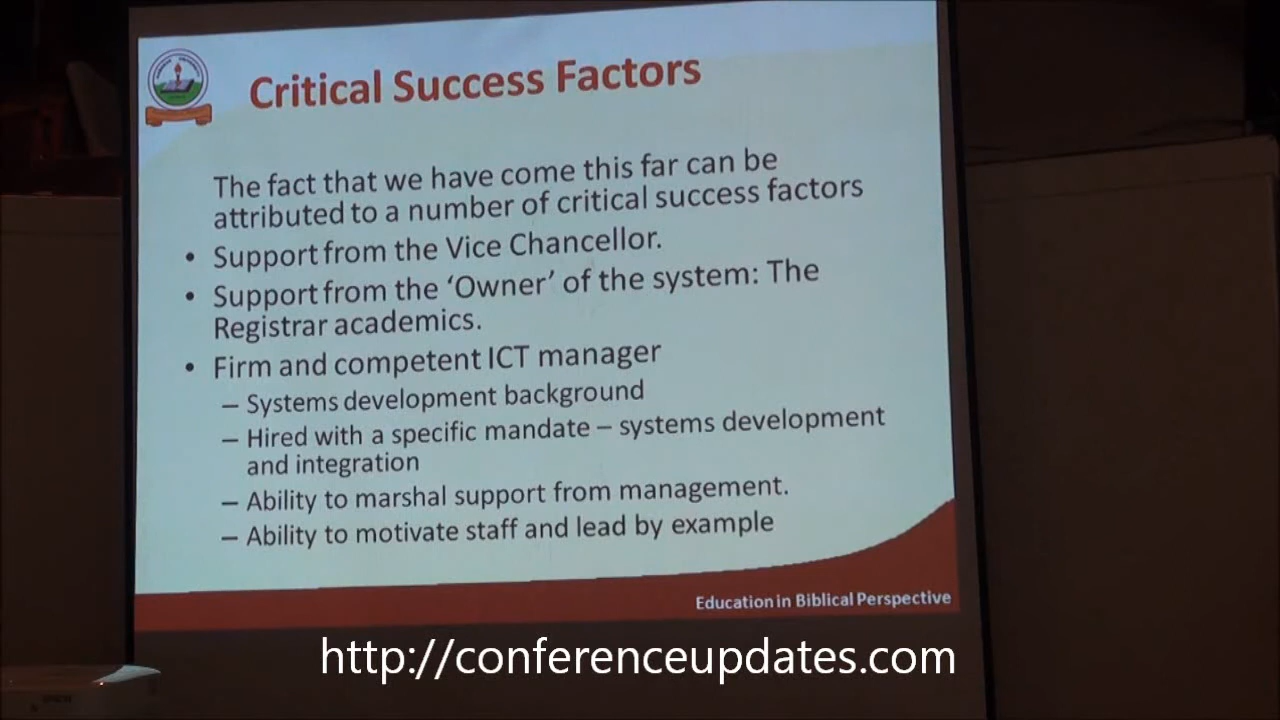 Critical Success Factors
The fact that we have come this far can be
attributed to a number of critical success factors
• Support from the Vice Chancellor.
• Support from the ‘Owner’ of the system: The
Registrar academics.
• Firm and competent ICT manager
– Systems development background
– Hired with a specific mandate – systems development
and integration
– Ability to marshal support from management.
– Ability to motivate staff and lead by example
Education in Biblical Perspective
http://conferenceupdates.com